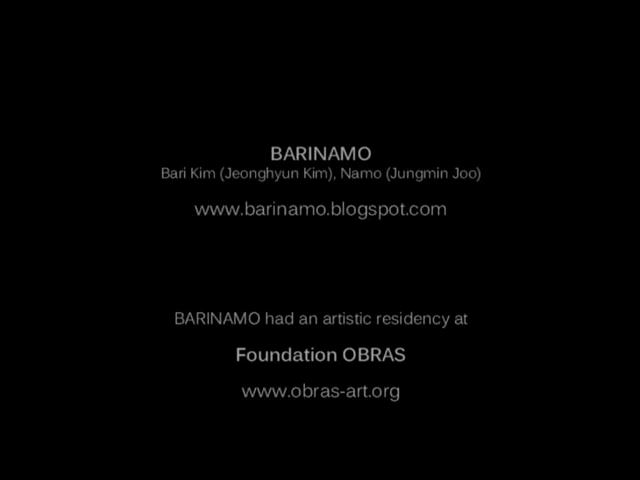 BARINAMO
Bari Kim (Jeonghyun Kim), Namo (Jungmin Joo)
www.barinamo.blogspot.com
BARINAMO had an artistic residency at
Foundation OBRAS
www.obras-art.org